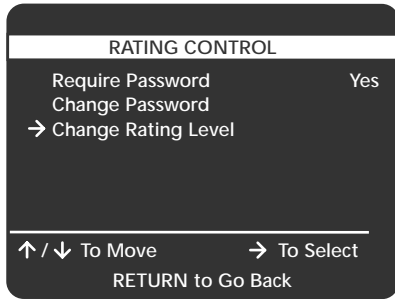 RATING CONTROL
Require Password Yes
Change Password
→ Change Rating Level
↑ / ↓ To Move → To Select
RETURN to Go Back